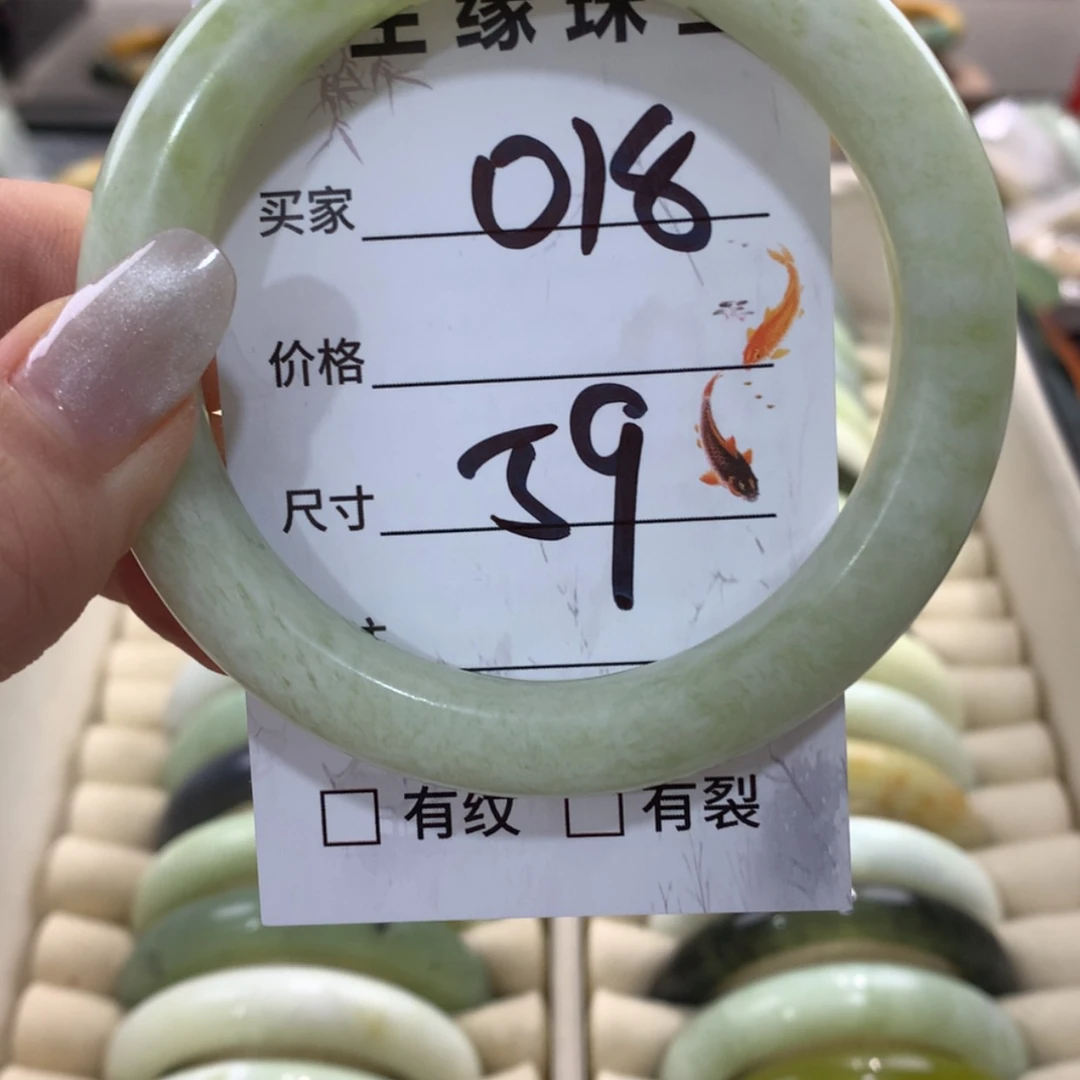 缘珠
买家 018
价格
尺寸 59
有纹 有裂